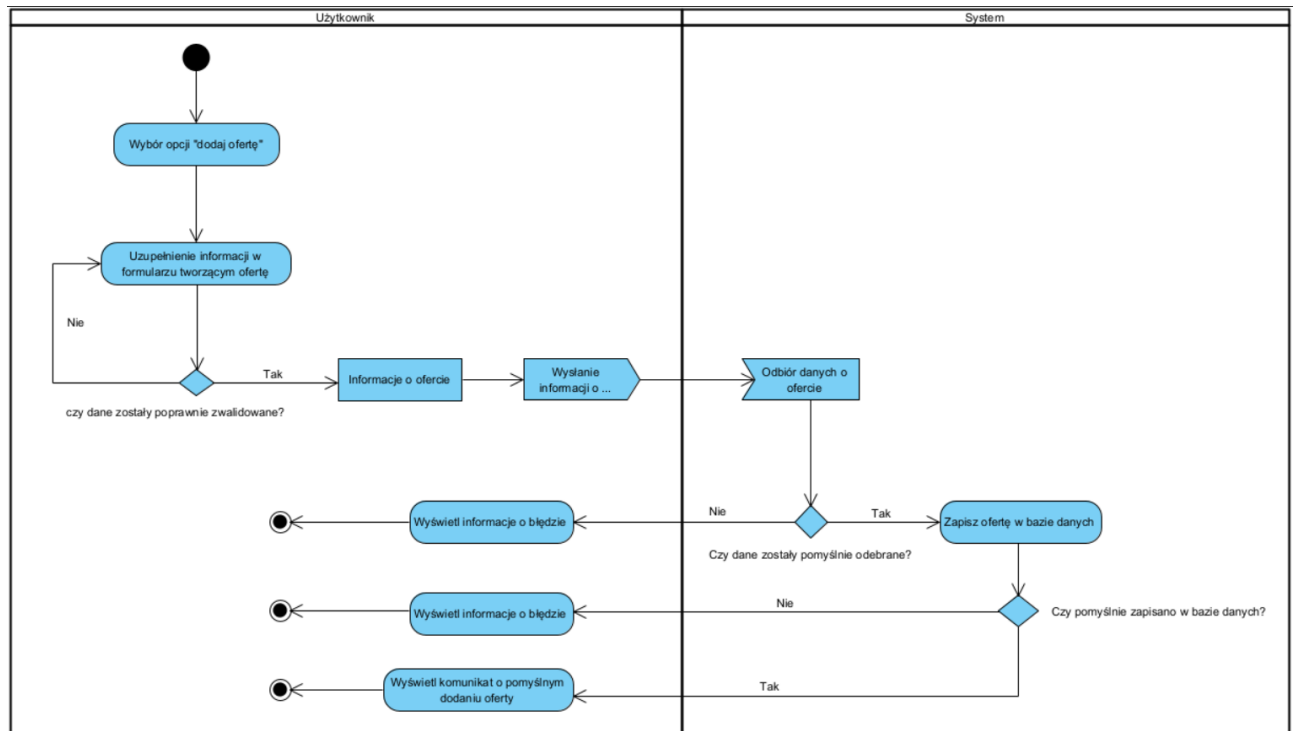 Użytkownik
System
Wybór opcji "dodaj ofertę"
Uzupełnienie informacji w
formularzu tworzącym ofertę
Nie
Tak
Informacje o ofercie
Wysłanie
informacji o ...
Odbiór danych o
ofercie
czy dane zostały poprawnie zwalidowane?
Wyświetl informacje o błędzie
Nie
Tak
Zapisz ofertę w bazie danych
Czy dane zostały pomyślnie odebrane?
Wyświetl informacje o błędzie
Nie
Czy pomyślnie zapisano w bazie danych?
Wyświetl komunikat o pomyślnym
dodaniu oferty
Tak